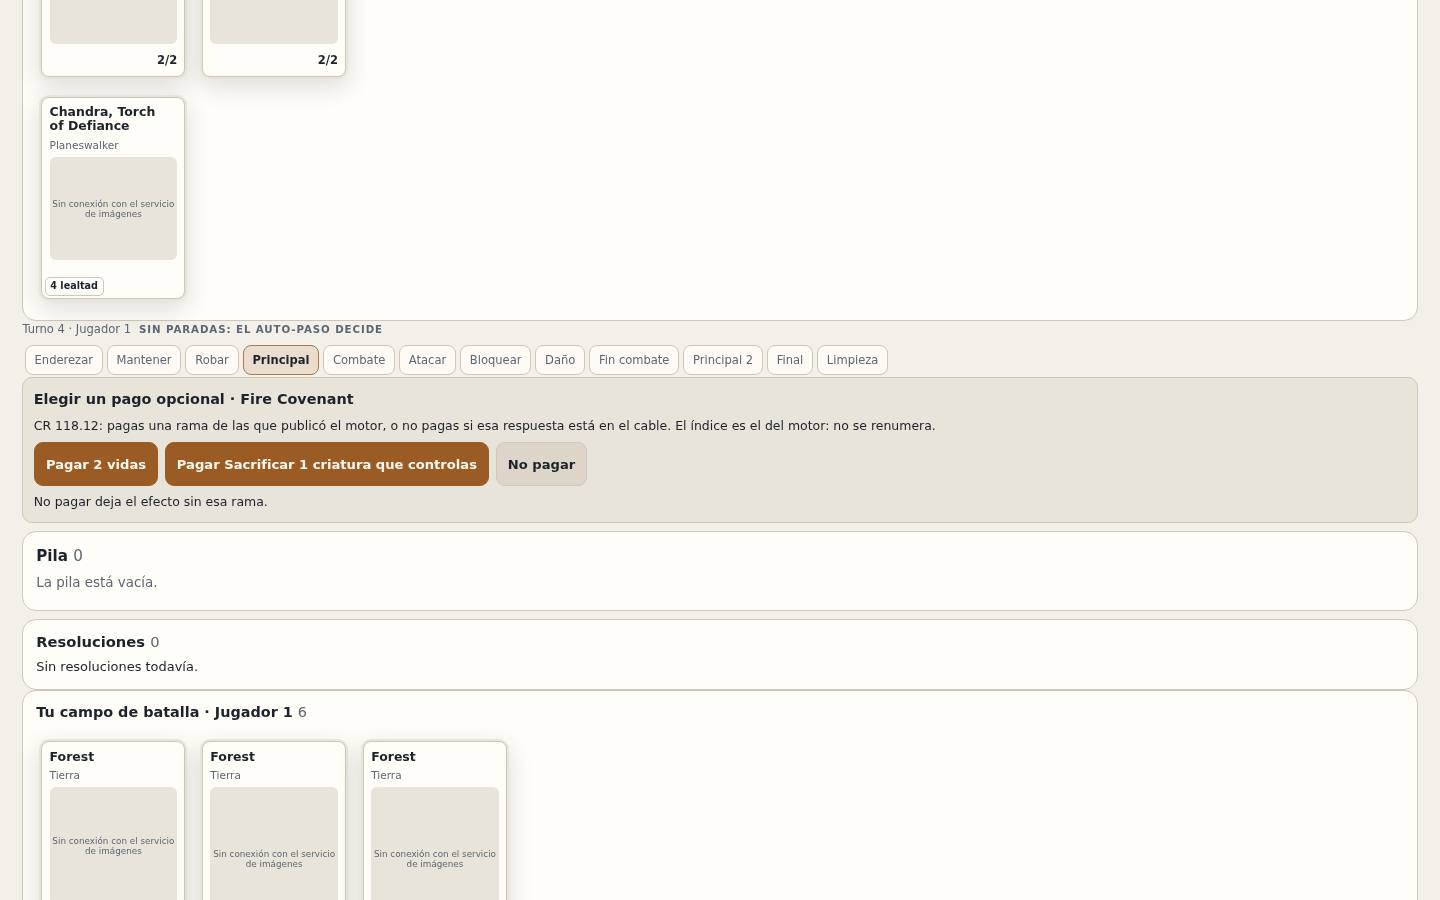 2/2
2/2
Chandra, Torch
of Defiance
Planeswalker
Sin conexión con el servicio
de imágenes
4 lealtad
Turno 4 · Jugador 1 SIN PARADAS: EL AUTO-PASO DECIDE
Enderezar Mantener Robar Principal Combate Atacar Bloquear Daño Fin combate Principal 2 Final Limpieza
Elegir un pago opcional · Fire Covenant
CR 118.12: pagas una rama de las que publicó el motor, o no pagas si esa respuesta está en el cable. El índice es el del motor: no se renumera.
Pagar 2 vidas Pagar Sacrificar 1 criatura que controlas No pagar
No pagar deja el efecto sin esa rama.
Pila 0
La pila está vacía.
Resoluciones 0
Sin resoluciones todavía.
Tu campo de batalla · Jugador 1 6
Forest
Tierra
Sin conexión con el servicio
de imágenes
Forest
Tierra
Sin conexión con el servicio
de imágenes
Forest
Tierra
Sin conexión con el servicio
de imágenes